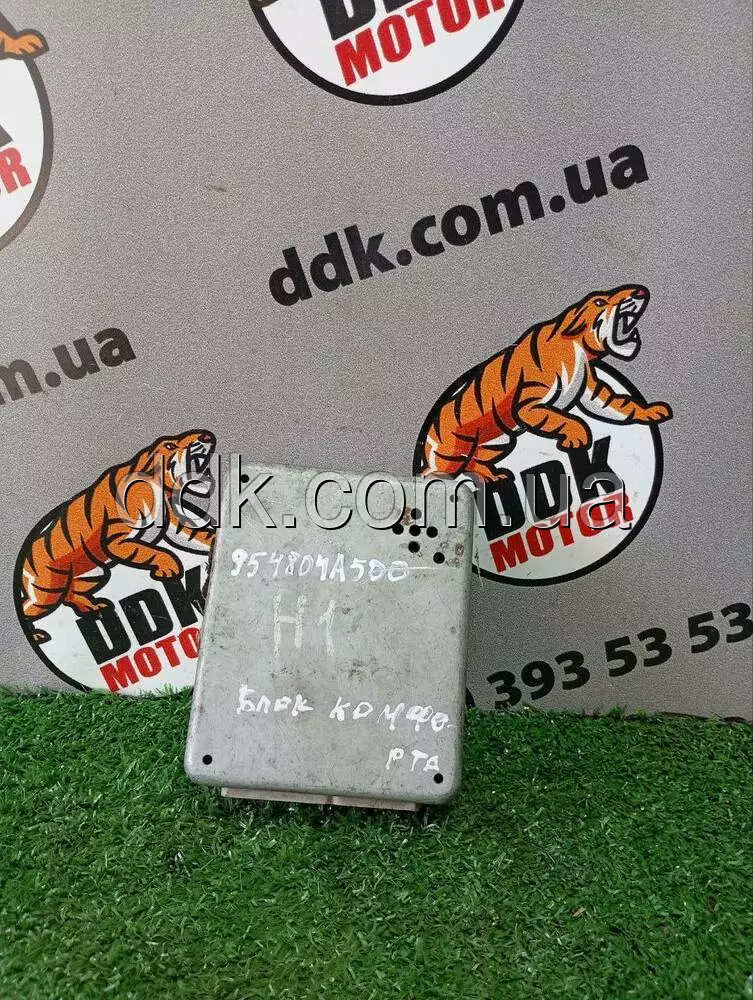 DDK
MOTOR
MOTOR
ddk.com.ua
m.ua
DDK
MOTOR
DDK
MOTOR
ddk.com.ua
954804A500
H1
БЛОК КОМФО
РТА
393 53 53